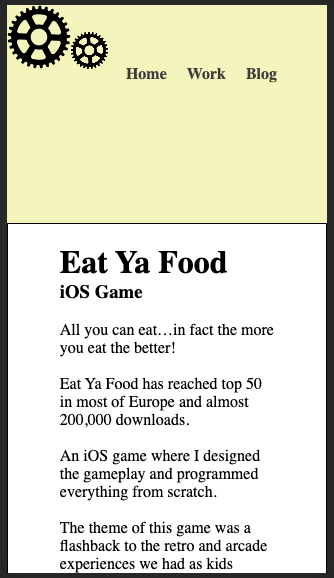 Home Work Blog
Eat Ya Food
iOS Game
All you can eat…in fact the more
you eat the better!
Eat Ya Food has reached top 50
in most of Europe and almost
200,000 downloads.
An iOS game where I designed
the gameplay and programmed
everything from scratch.
The theme of this game was a
flashback to the retro and arcade
experiences we had as kids